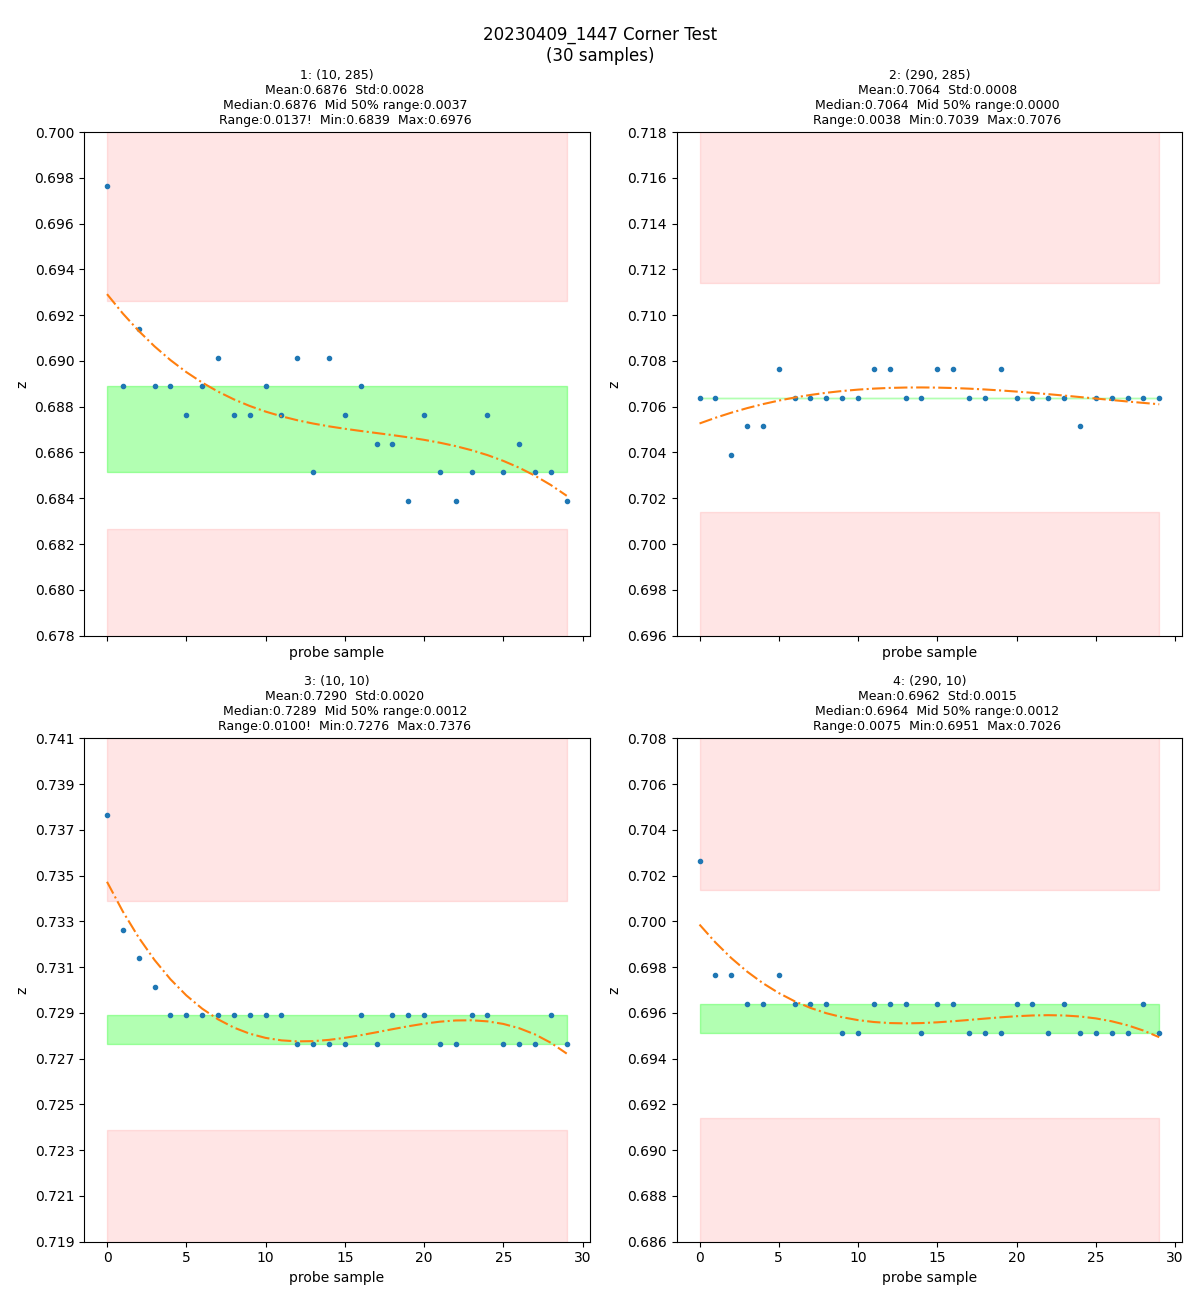 20230409_1447 Corner Test
(30 samples)
1: (10, 285)
Mean:0.6876  Std:0.0028
Median:0.6876  Mid 50% range:0.0037
Range:0.0137!  Min:0.6839  Max:0.6976
0.700
0.698
0.696
0.694
0.692
0.690
0.688
0.686
0.684
0.682
0.680
0.678
z
probe sample
2: (290, 285)
Mean:0.7064  Std:0.0008
Median:0.7064  Mid 50% range:0.0000
Range:0.0038  Min:0.7039  Max:0.7076
0.718
0.716
0.714
0.712
0.710
0.708
0.706
0.704
0.702
0.700
0.698
0.696
z
probe sample
3: (10, 10)
Mean:0.7290  Std:0.0020
Median:0.7289  Mid 50% range:0.0012
Range:0.0100!  Min:0.7276  Max:0.7376
0.741
0.739
0.737
0.735
0.733
0.731
0.729
0.727
0.725
0.723
0.721
0.719
z
0 5 10 15 20 25 30
probe sample
4: (290, 10)
Mean:0.6962  Std:0.0015
Median:0.6964  Mid 50% range:0.0012
Range:0.0075  Min:0.6951  Max:0.7026
0.708
0.706
0.704
0.702
0.700
0.698
0.696
0.694
0.692
0.690
0.688
0.686
z
0 5 10 15 20 25 30
probe sample